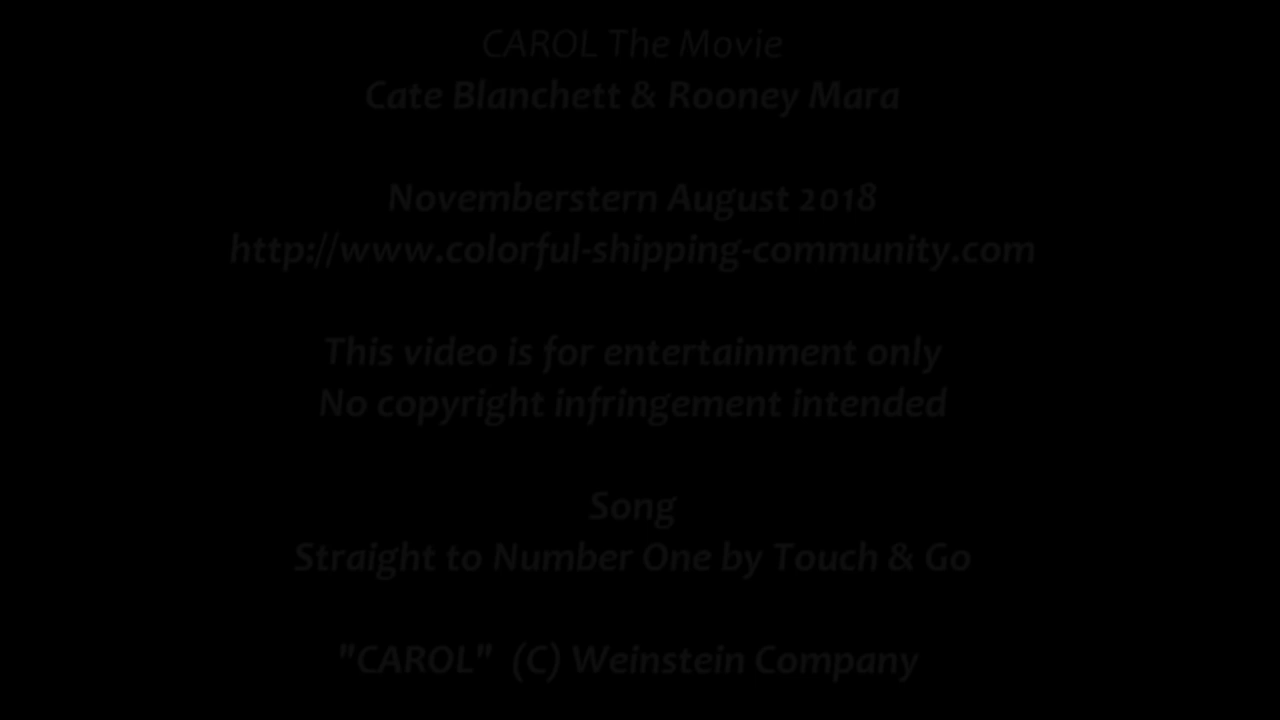 CAROL The Movie
Cate Blanchett & Rooney Mara
Novemberstern August 2018
http://www.colorful-shipping-community.com
This video is for entertainment only
No copyright infringement intended
Song
Straight to Number One by Touch & Go
"CAROL"  (C) Weinstein Company